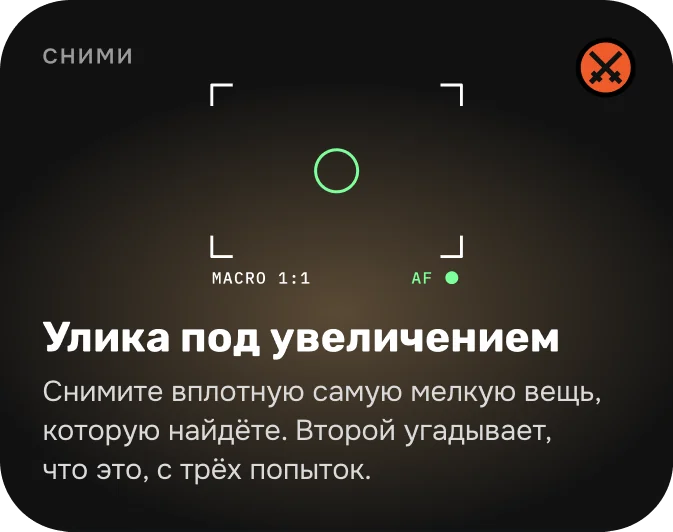 СНИМИ
MACRO 1:1
AF
Улика под увеличением
Снимите вплотную самую мелкую вещь,
которую найдёте. Второй угадывает,
что это, с трёх попыток.